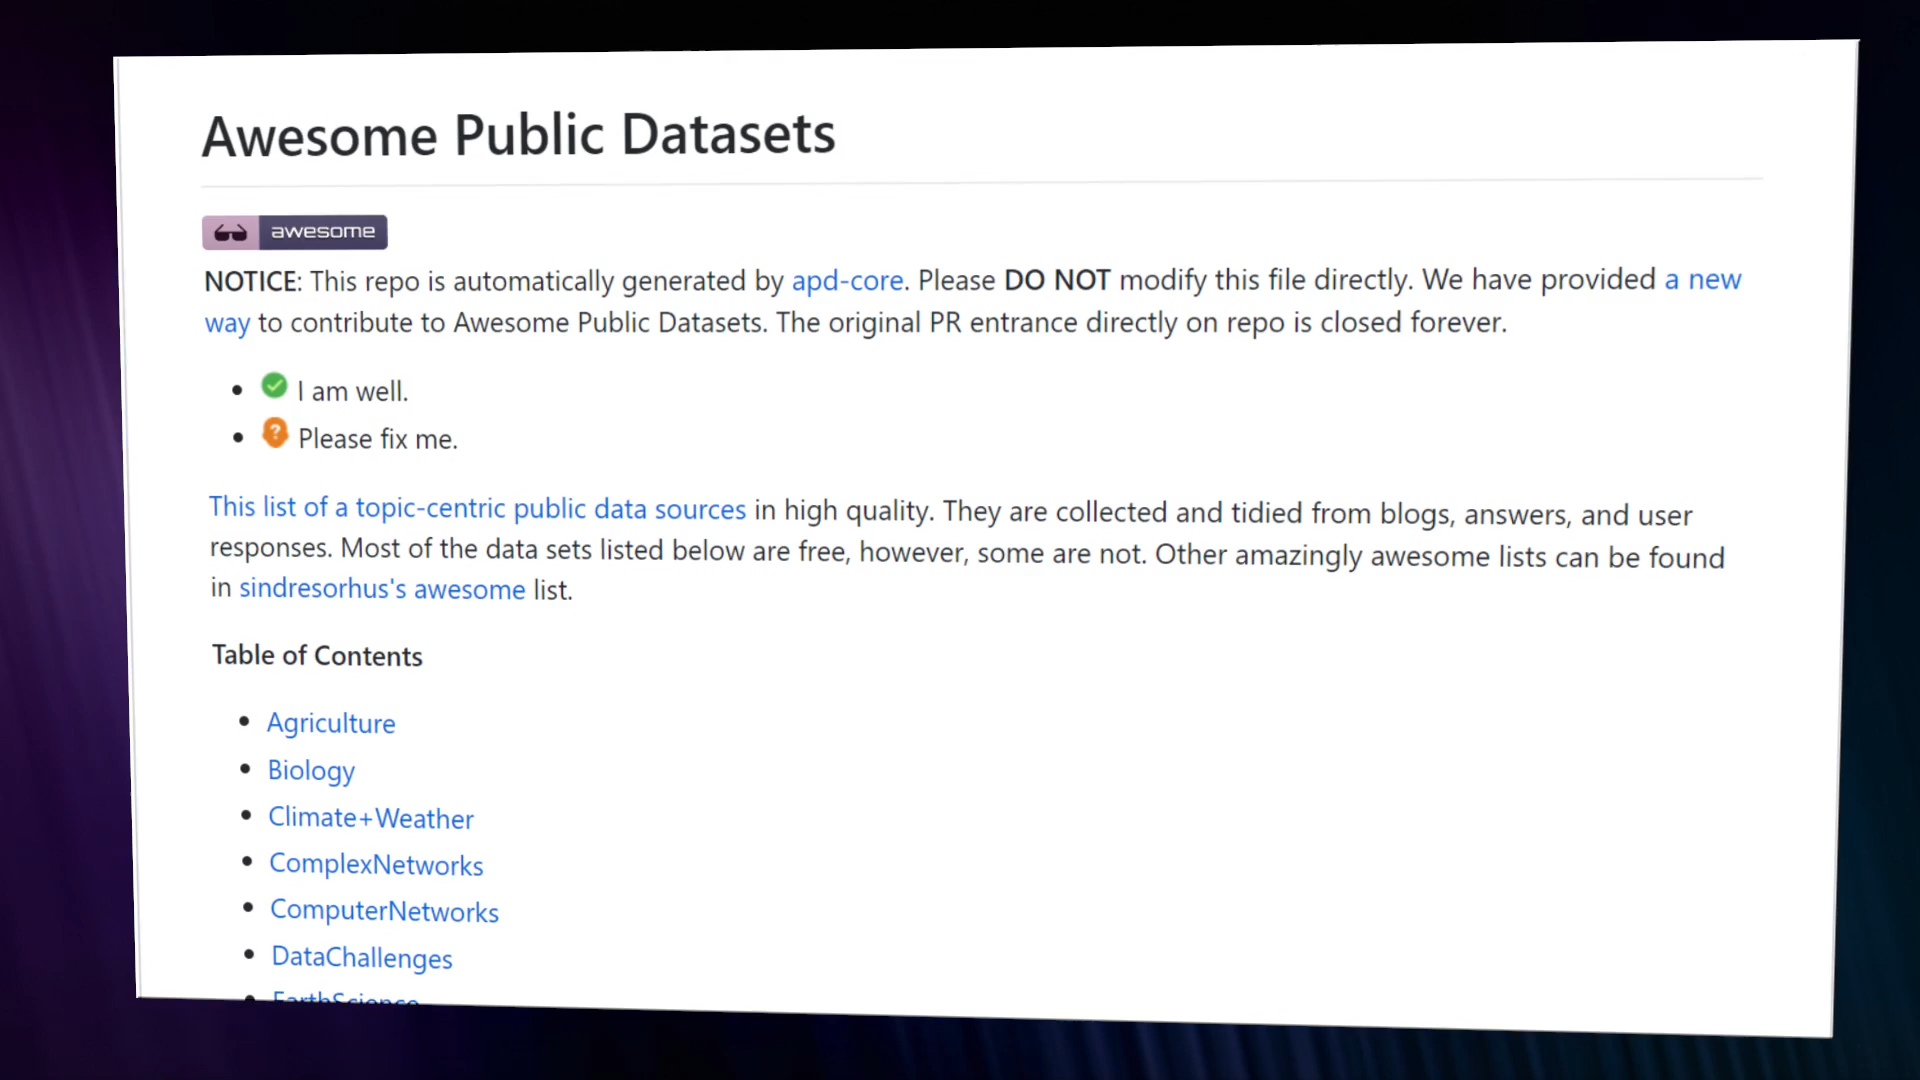 Awesome Public Datasets
awesome
NOTICE: This repo is automatically generated by apd-core. Please DO NOT modify this file directly. We have provided a new
way to contribute to Awesome Public Datasets. The original PR entrance directly on repo is closed forever.
I am well.
Please fix me.
This list of a topic-centric public data sources in high quality. They are collected and tidied from blogs, answers, and user
responses. Most of the data sets listed below are free, however, some are not. Other amazingly awesome lists can be found
in sindresorhus's awesome list.
Table of Contents
Agriculture
Biology
Climate+Weather
ComplexNetworks
ComputerNetworks
DataChallenges
EarthScience